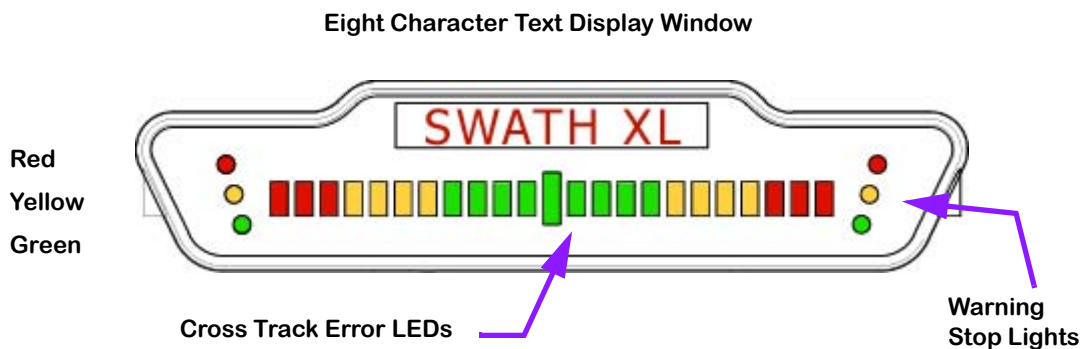 Eight Character Text Display Window
SWATH XL
Red
Yellow
Green
Cross Track Error LEDs
Warning
Stop Lights